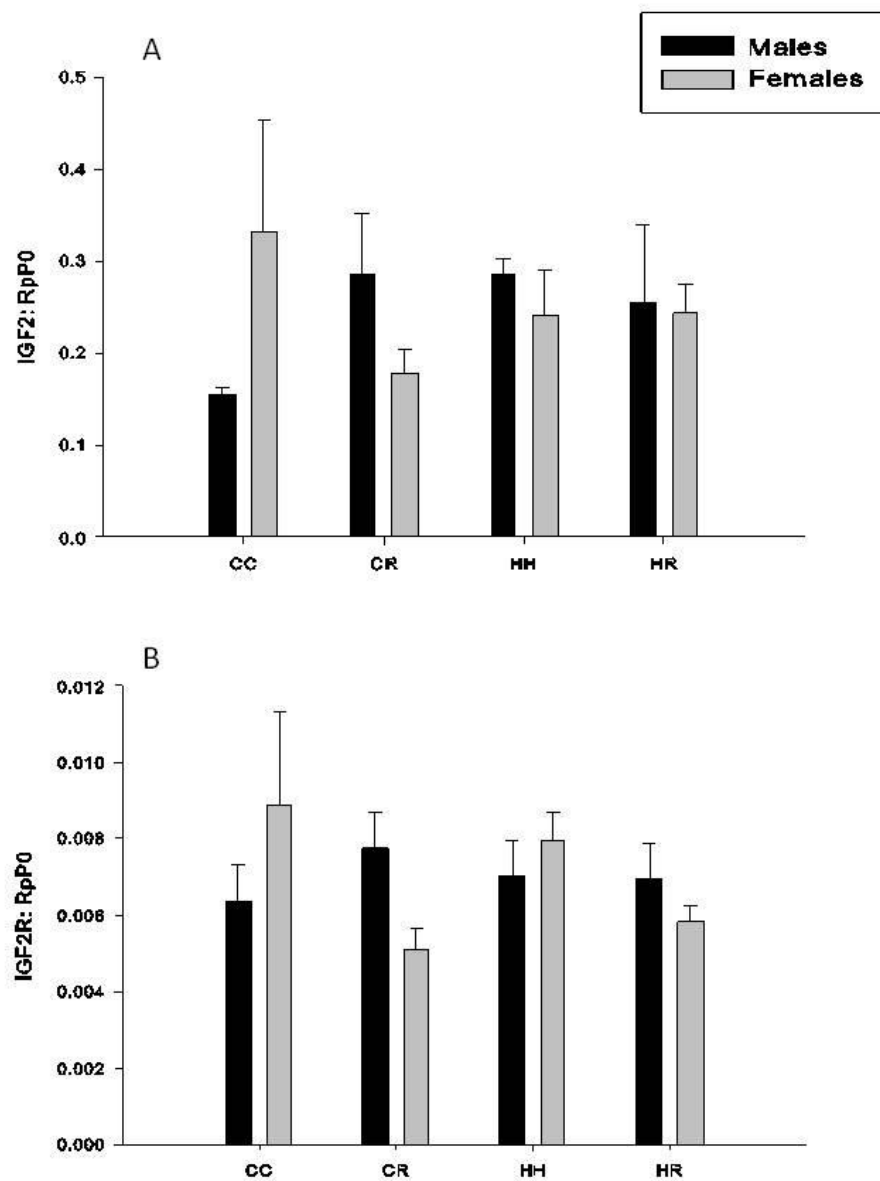 A
Males
Females
0.5
0.4
0.3
0.2
0.1
0.0
IGF2: RpP0
CC CR HH HR
B
0.012
0.010
0.008
0.006
0.004
0.002
0.000
IGF2R: RpP0
CC CR HH HR